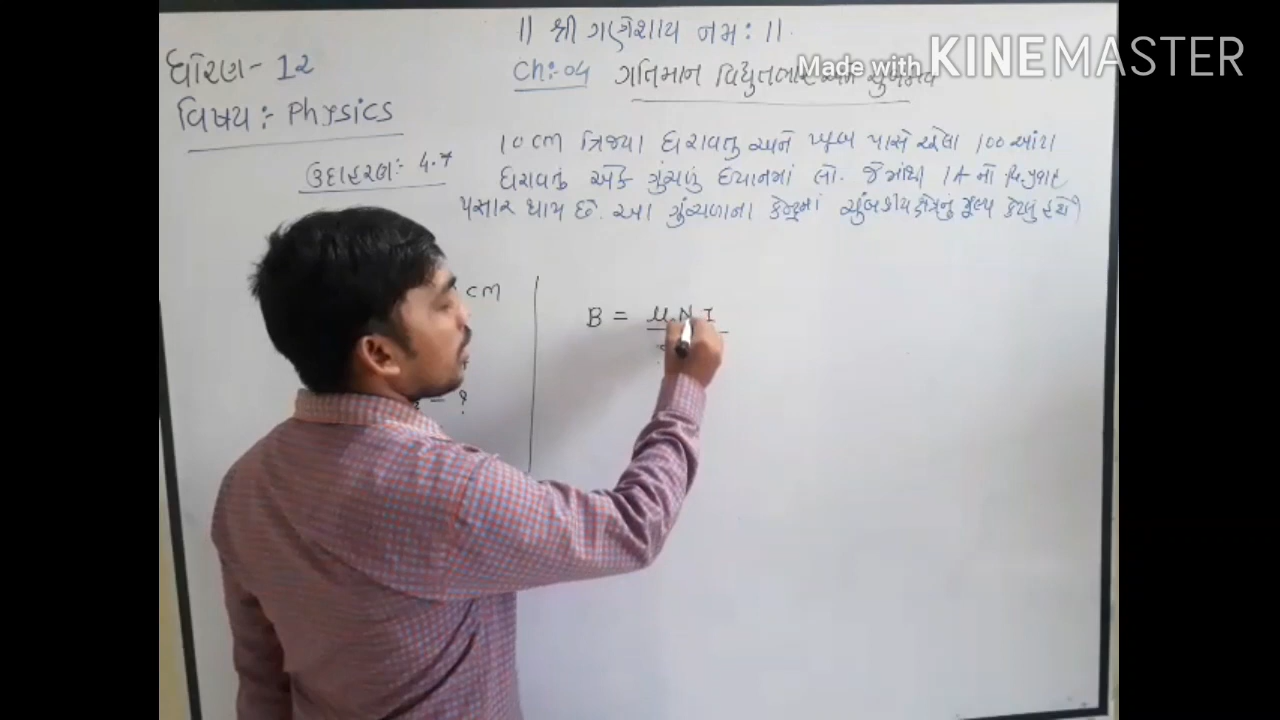 || શ્રી ગણેશાય નમઃ ||
Made with KINEMASTER
ધોરણ - 12
Ch:-04 ગતિમાન વિદ્યુતભાર અને ચુંબકત્વ
વિષય :- Physics
ઉદાહરણ :- 4.7
10 cm ત્રિજ્યા ધરાવતુ અને ખૂબ પાસે રહેલા 100 આંટા
ધરાવતું એક ગુંચળું ધ્યાનમાં લો. જેમાંથી 1A નો વિ.પ્રવાહ
પસાર થાય છે. આ ગુંચળાના કેન્દ્રમાં ચુંબકીયક્ષેત્રનું મૂલ્ય કેટલું હશે?
cm
B = μ N I
= ?